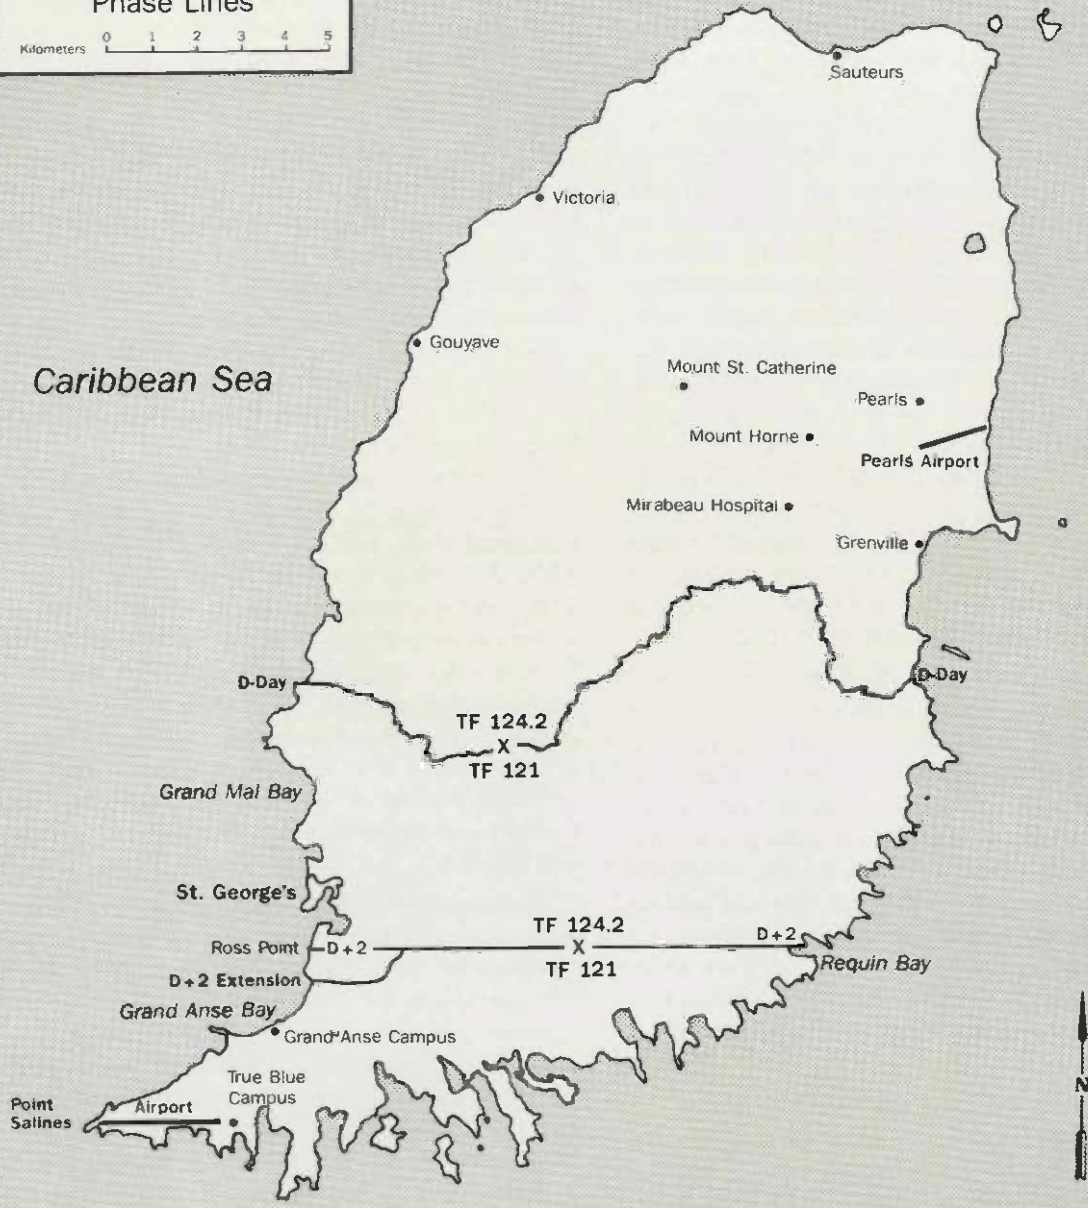 Phase Lines
Kilometers 0 1 2 3 4 5
Sauteurs
Victoria
Gouyave
Caribbean Sea
Mount St. Catherine
Pearls
Mount Horne
Pearls Airport
Mirabeau Hospital
Grenville
D-Day
D-Day
TF 124.2
X
TF 121
Grand Mal Bay
St. George's
TF 124.2
Ross Point
D+2
X
D+2
TF 121
Requin Bay
D+2 Extension
Grand Anse Bay
Grand Anse Campus
True Blue
Campus
Point
Salines
Airport
N